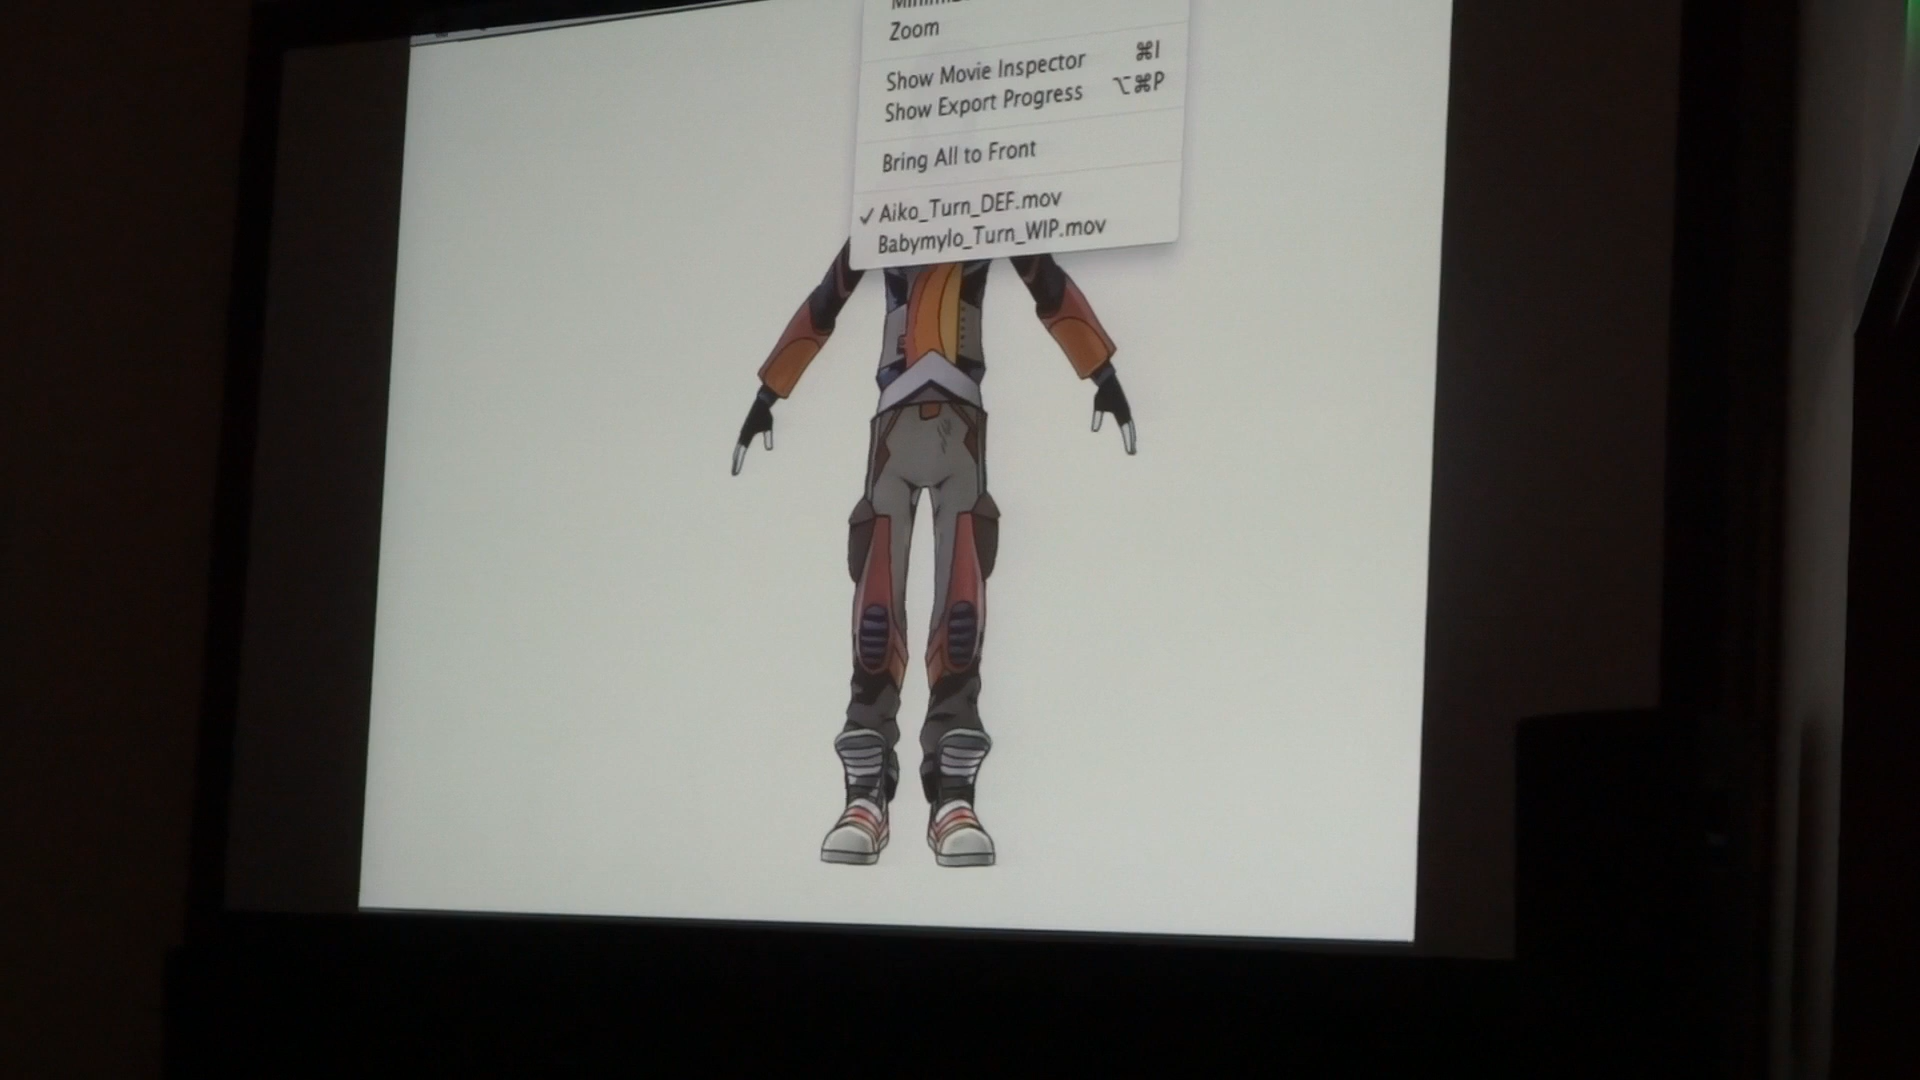 Zoom
Show Movie Inspector ⌘I
Show Export Progress ⌥⌘P
Bring All to Front
✓ Aiko_Turn_DEF.mov
Babymylo_Turn_WIP.mov